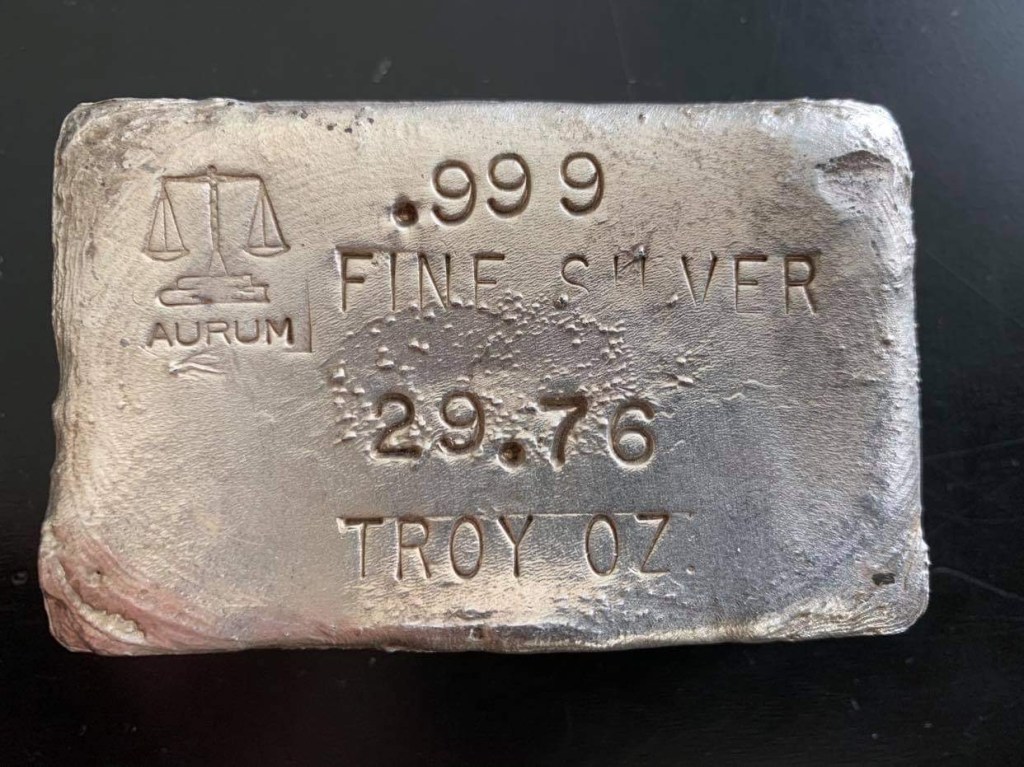 .999
FINE SILVER
AURUM
29.76
TROY OZ.